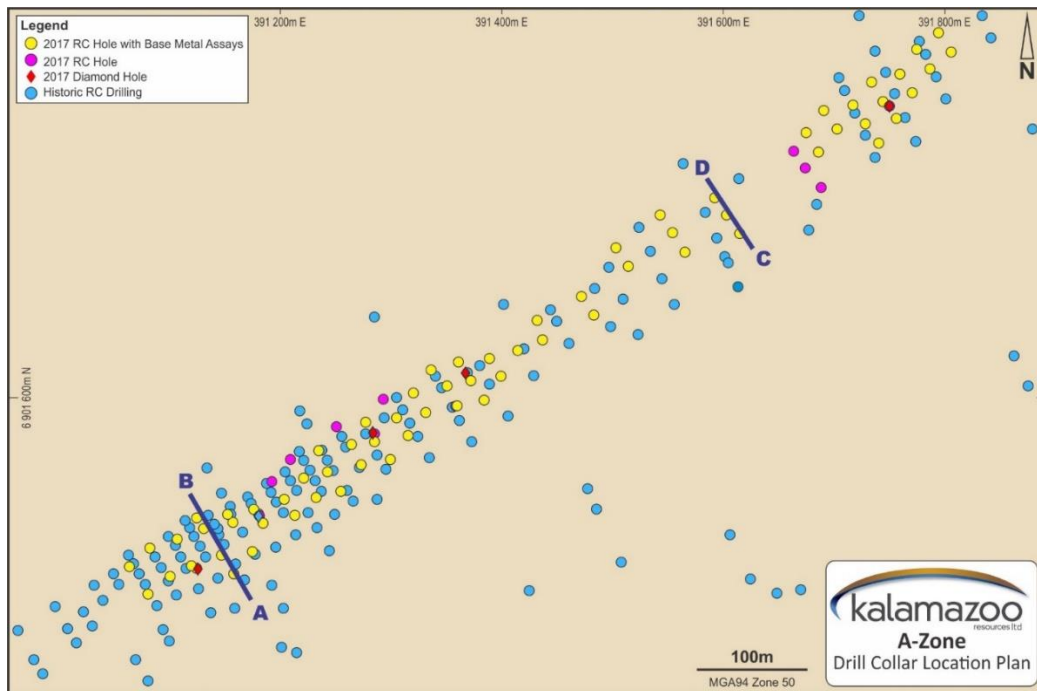 391 200m E
391 400m E
391 600m E
391 800m E
Legend
2017 RC Hole with Base Metal Assays
2017 RC Hole
2017 Diamond Hole
Historic RC Drilling
N
D
C
6 901 600m N
B
A
100m
MGA94 Zone 50
kalamazoo
resources ltd
A-Zone
Drill Collar Location Plan